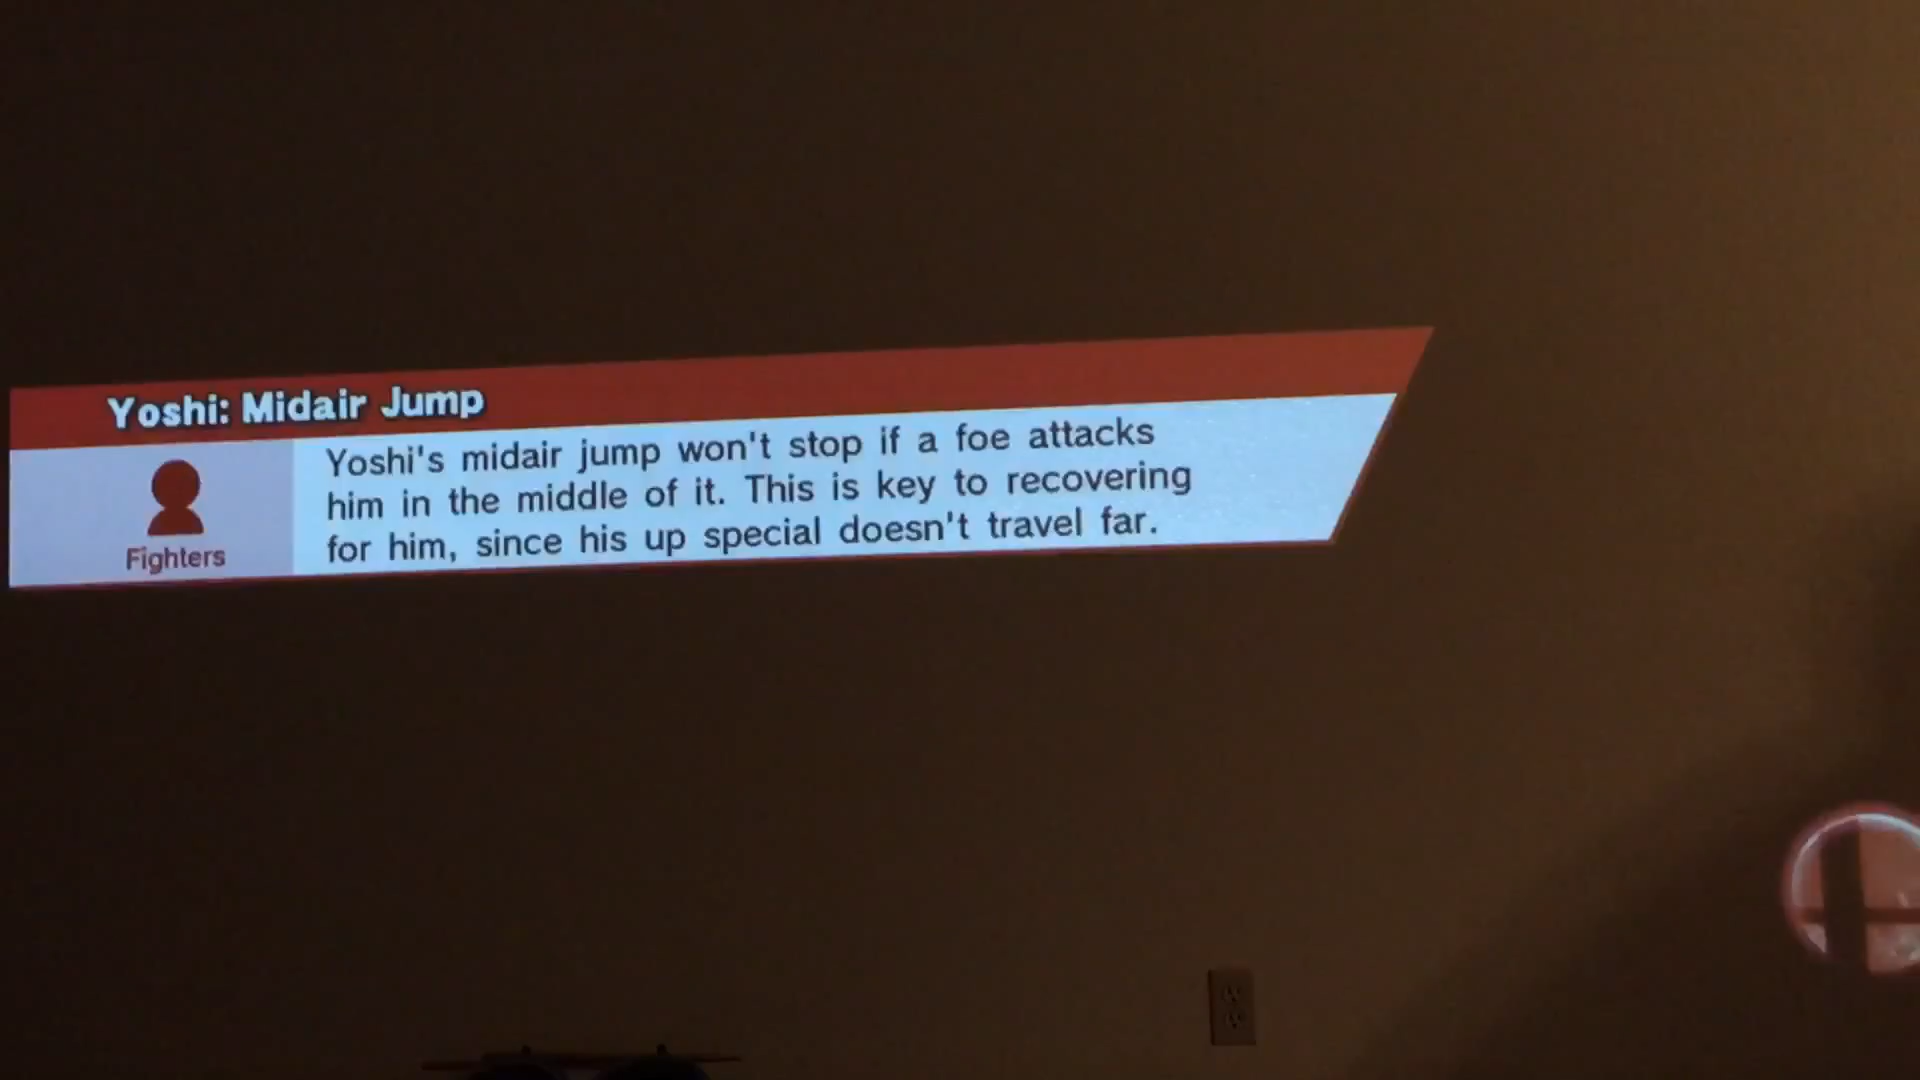 Yoshi: Midair Jump
Yoshi's midair jump won't stop if a foe attacks
him in the middle of it. This is key to recovering
for him, since his up special doesn't travel far.
Fighters